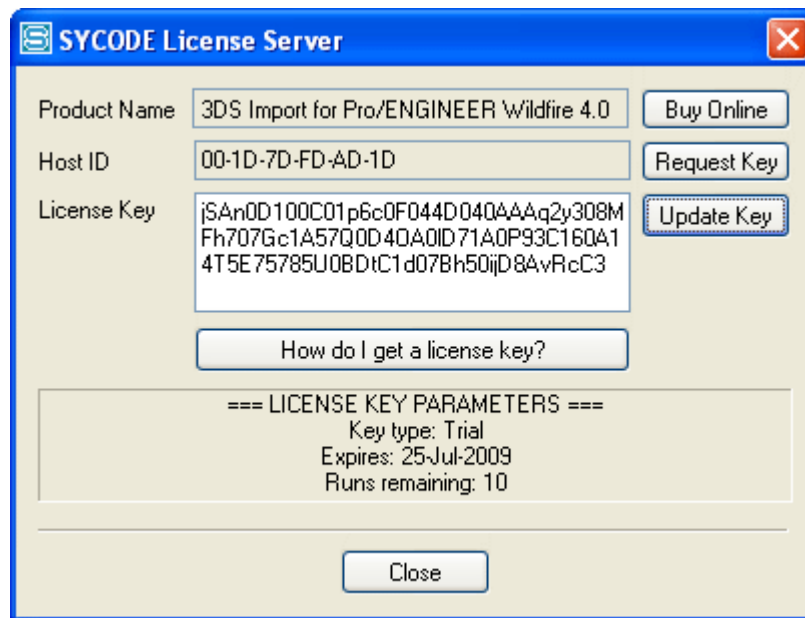 SYCODE License Server
Product Name 3DS Import for Pro/ENGINEER Wildfire 4.0 Buy Online
Host ID 00-1D-7D-FD-AD-1D Request Key
License Key jSAn0D100C01p6c0F044D040AAAq2y308M Update Key
Fh707Gc1A57Q0D4OA0ID71A0P93C160A1
4T5E75785U0BDtC1d07Bh50ijD8AvRcC3
How do I get a license key?
=== LICENSE KEY PARAMETERS ===
Key type: Trial
Expires: 25-Jul-2009
Runs remaining: 10
Close